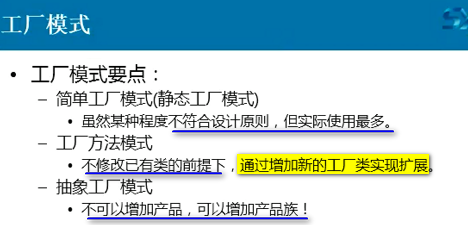 工厂模式
• 工厂模式要点：
– 简单工厂模式(静态工厂模式)
• 虽然某种程度不符合设计原则，但实际使用最多。
– 工厂方法模式
• 不修改已有类的前提下，通过增加新的工厂类实现扩展。
– 抽象工厂模式
• 不可以增加产品，可以增加产品族！